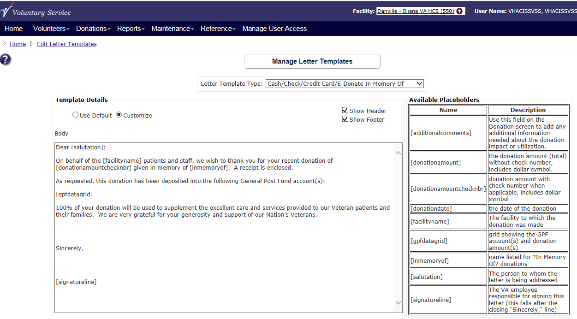 Voluntary Service
Facility: Danville - Illiana VA HCS (550)
User Name: VHACISSVSS, VHACISSVSS
Home Volunteers Donations Reports Maintenance Reference Manage User Access
Home Edit Letter Templates
Manage Letter Templates
Letter Template Type: Cash/Check/Credit Card/E-Donate In Memory Of
Template Details
Use Default Customize
Show Header
Show Footer
Body
Dear [salutation]:
On behalf of the [facilityname] patients and staff, we wish to thank you for your recent donation of
[donationamountchecknbr] given in memory of [inmemoryof]. A receipt is enclosed.
As requested, this donation has been deposited into the following General Post Fund account(s):
[gpfdatagrid]
100% of your donation will be used to supplement the excellent care and services provided to our Veteran patients and
their families. We are very grateful for your generosity and support of our Nation's Veterans.
Sincerely,
[signatureline]
Available Placeholders
Name Description
[additionalcomments] Use this field on the
Donation screen to add any
additional information
needed about the donation
impact or utilization.
[donationamount] the donation amount (total)
without check number,
includes dollar symbol.
[donationamountchecknbr] donation amount with
check number when
applicable, includes dollar
symbol
[donationdate] the date of the donation
[facilityname] The facility to which the
donation was made
[gpfdatagrid] grid showing the GPF
account(s) and donation
amount(s)
[inmemoryof] name listed for ?In Memory
Of? donations
[salutation] The person to whom the
letter is being addressed
[signatureline] The VA employee
responsible for signing this
letter (this falls after the
closing "Sincerely," line)